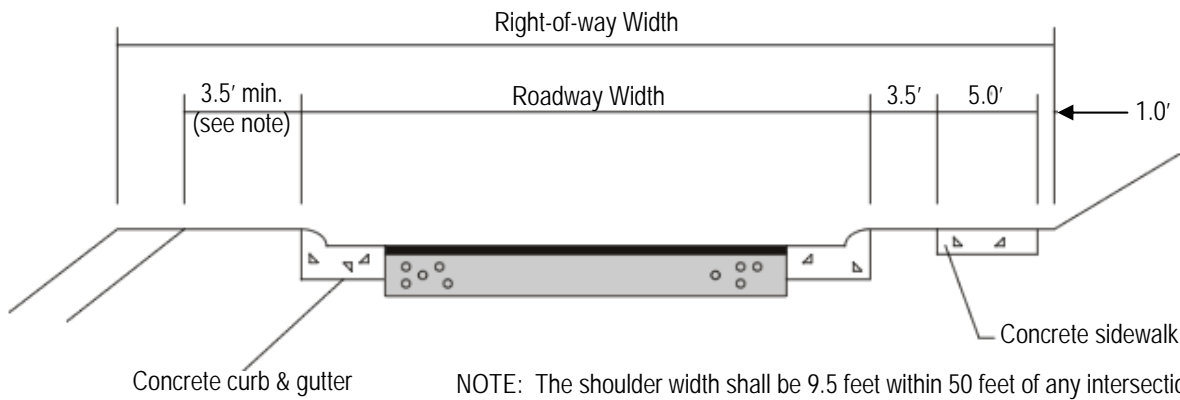 Right-of-way Width
3.5' min.
(see note)
Roadway Width
3.5'
5.0'
1.0'
Concrete sidewalk
Concrete curb & gutter
NOTE: The shoulder width shall be 9.5 feet within 50 feet of any